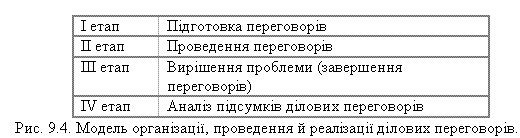 I етап Підготовка переговорів
II етап Проведення переговорів
III етап Вирішення проблеми (завершення
переговорів)
IV етап Аналіз підсумків ділових переговорів
Рис. 9.4. Модель організації, проведення й реалізації ділових переговорів.